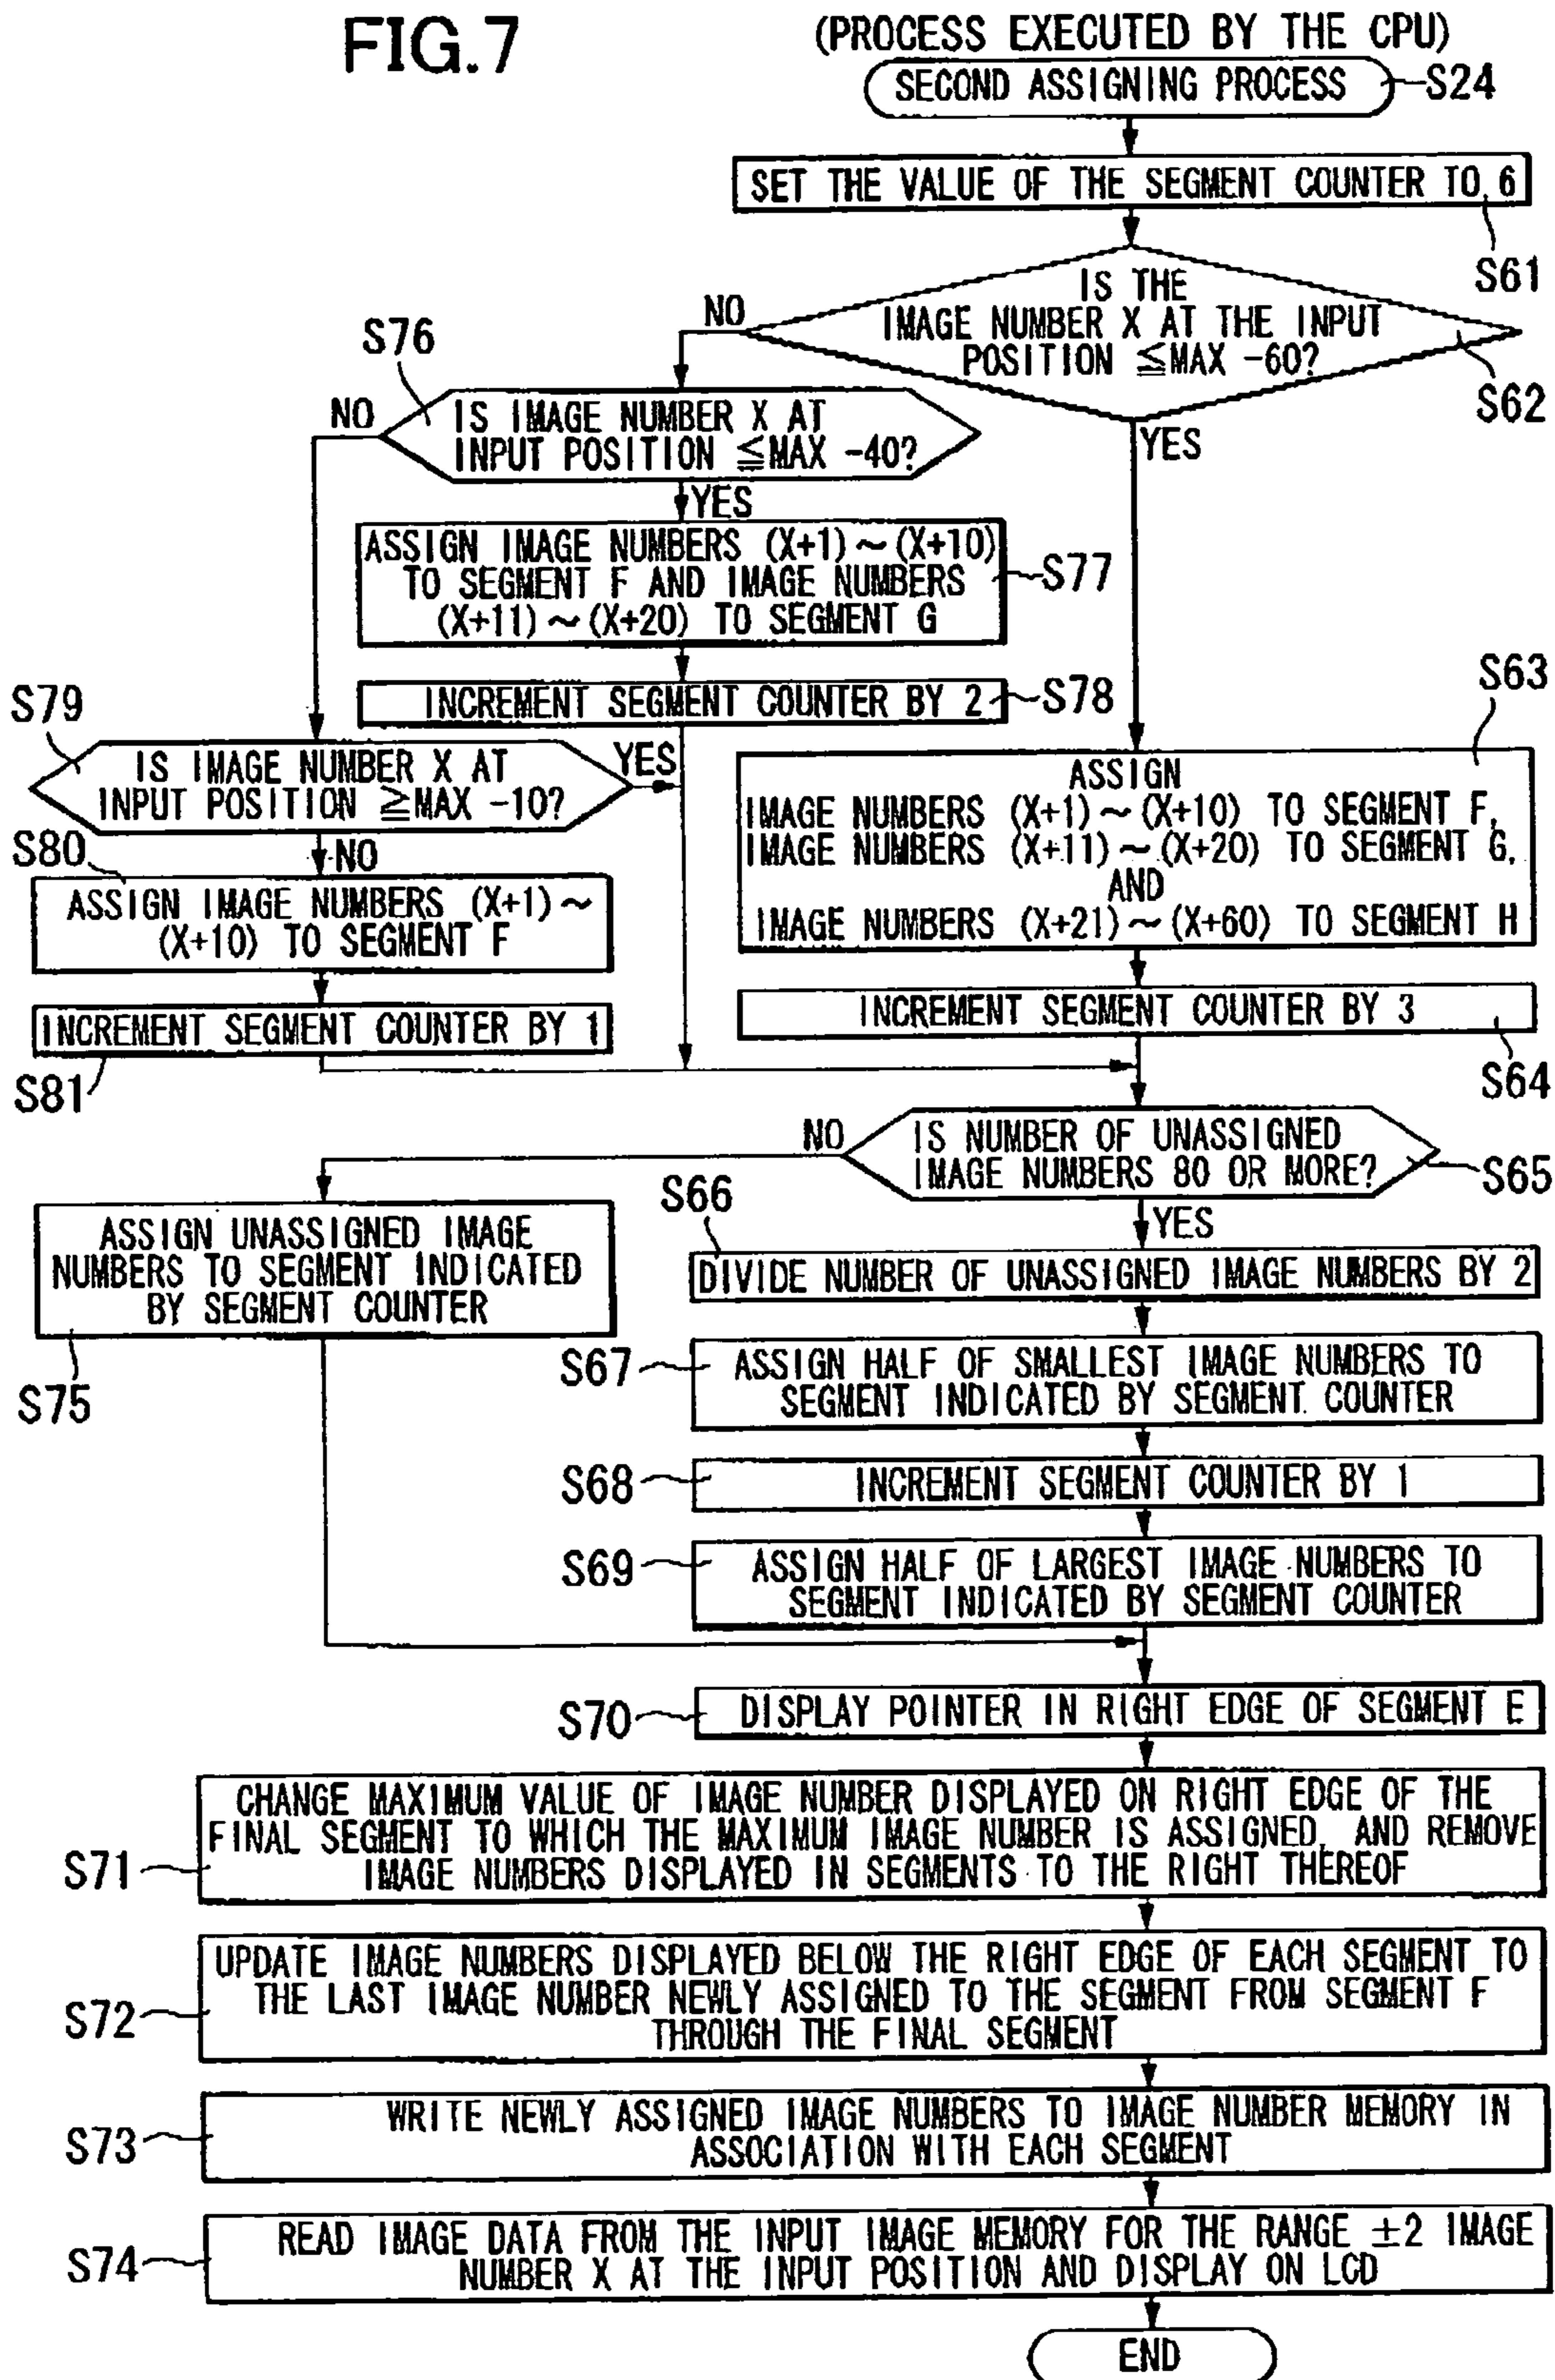 FIG.7
(PROCESS EXECUTED BY THE CPU)
SECOND ASSIGNING PROCESS
S24
SET THE VALUE OF THE SEGMENT COUNTER TO 6
S61
IS THE
IMAGE NUMBER X AT THE INPUT
POSITION ≦MAX -60?
S62
NO
YES
S76
IS IMAGE NUMBER X AT
INPUT POSITION ≦MAX -40?
NO
YES
ASSIGN IMAGE NUMBERS (X+1)~(X+10)
TO SEGMENT F AND IMAGE NUMBERS
(X+11)~(X+20) TO SEGMENT G
S77
INCREMENT SEGMENT COUNTER BY 2
S78
S79
IS IMAGE NUMBER X AT
INPUT POSITION ≧MAX -10?
YES
NO
S80
ASSIGN IMAGE NUMBERS (X+1)~
(X+10) TO SEGMENT F
INCREMENT SEGMENT COUNTER BY 1
S81
S63
ASSIGN
IMAGE NUMBERS (X+1)~(X+10) TO SEGMENT F,
IMAGE NUMBERS (X+11)~(X+20) TO SEGMENT G,
AND
IMAGE NUMBERS (X+21)~(X+60) TO SEGMENT H
INCREMENT SEGMENT COUNTER BY 3
S64
IS NUMBER OF UNASSIGNED
IMAGE NUMBERS 80 OR MORE?
S65
NO
YES
ASSIGN UNASSIGNED IMAGE
NUMBERS TO SEGMENT INDICATED
BY SEGMENT COUNTER
S75
S66
DIVIDE NUMBER OF UNASSIGNED IMAGE NUMBERS BY 2
S67
ASSIGN HALF OF SMALLEST IMAGE NUMBERS TO
SEGMENT INDICATED BY SEGMENT COUNTER
S68
INCREMENT SEGMENT COUNTER BY 1
S69
ASSIGN HALF OF LARGEST IMAGE NUMBERS TO
SEGMENT INDICATED BY SEGMENT COUNTER
S70
DISPLAY POINTER IN RIGHT EDGE OF SEGMENT E
CHANGE MAXIMUM VALUE OF IMAGE NUMBER DISPLAYED ON RIGHT EDGE OF THE
FINAL SEGMENT TO WHICH THE MAXIMUM IMAGE NUMBER IS ASSIGNED, AND REMOVE
IMAGE NUMBERS DISPLAYED IN SEGMENTS TO THE RIGHT THEREOF
S71
UPDATE IMAGE NUMBERS DISPLAYED BELOW THE RIGHT EDGE OF EACH SEGMENT TO
THE LAST IMAGE NUMBER NEWLY ASSIGNED TO THE SEGMENT FROM SEGMENT F
THROUGH THE FINAL SEGMENT
S72
WRITE NEWLY ASSIGNED IMAGE NUMBERS TO IMAGE NUMBER MEMORY IN
ASSOCIATION WITH EACH SEGMENT
S73
READ IMAGE DATA FROM THE INPUT IMAGE MEMORY FOR THE RANGE ±2 IMAGE
NUMBER X AT THE INPUT POSITION AND DISPLAY ON LCD
S74
END